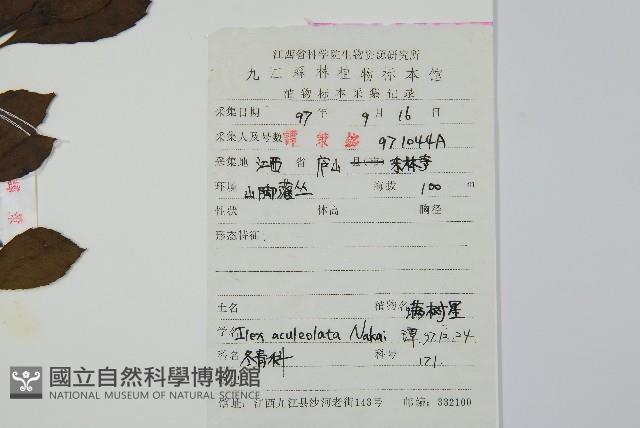 江西省科学院生物资源研究所
九江森林植物标本馆
植物标本采集记录
采集日期 97 年 9 月 16 日
采集人及号数 譚策銘 971044A
采集地 江西 省 庐山 县(市) 东林寺
环境 山脚灌丛 海拔 100 m
性状 体高 胸径
形态特征
土名 植物名 满树星
学名 Ilex aculeolata Nakai 谭.97.12.24.
科名 冬青科 科号 171.
馆址:江西九江县沙河老街143号 邮编:332100
國立自然科學博物館
NATIONAL MUSEUM OF NATURAL SCIENCE